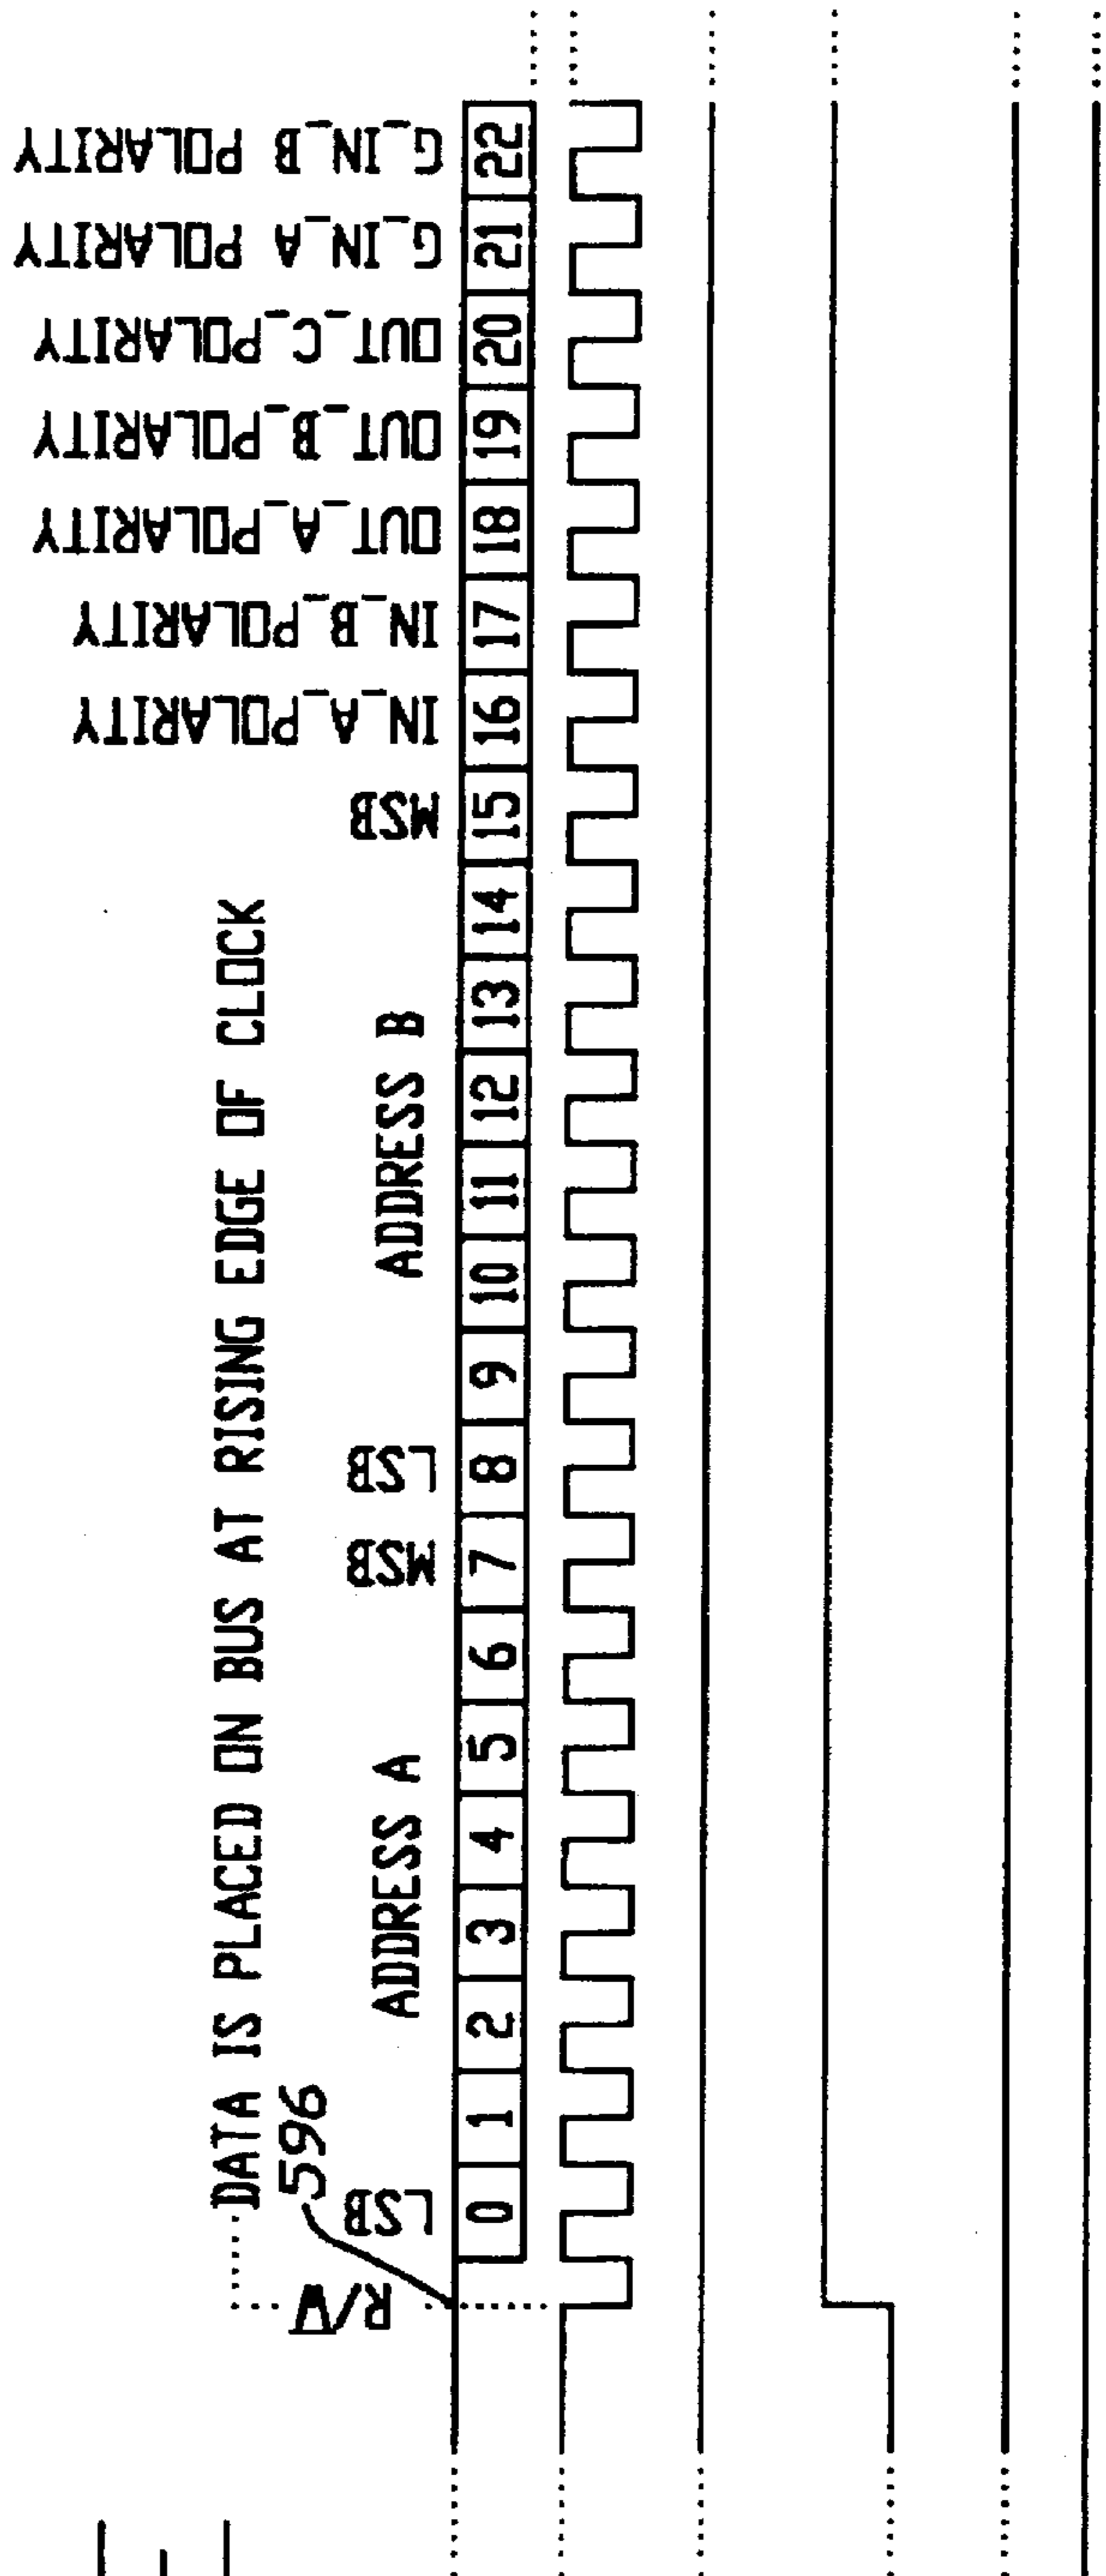 DATA IS PLACED ON BUS AT RISING EDGE OF CLOCK
596
R/W
LSB
ADDRESS A
MSB
LSB
ADDRESS B
MSB
IN_A_POLARITY
IN_B_POLARITY
OUT_A_POLARITY
OUT_B_POLARITY
OUT_C_POLARITY
G_IN_A POLARITY
G_IN_B POLARITY
0 1 2 3 4 5 6 7 8 9 10 11 12 13 14 15 16 17 18 19 20 21 22